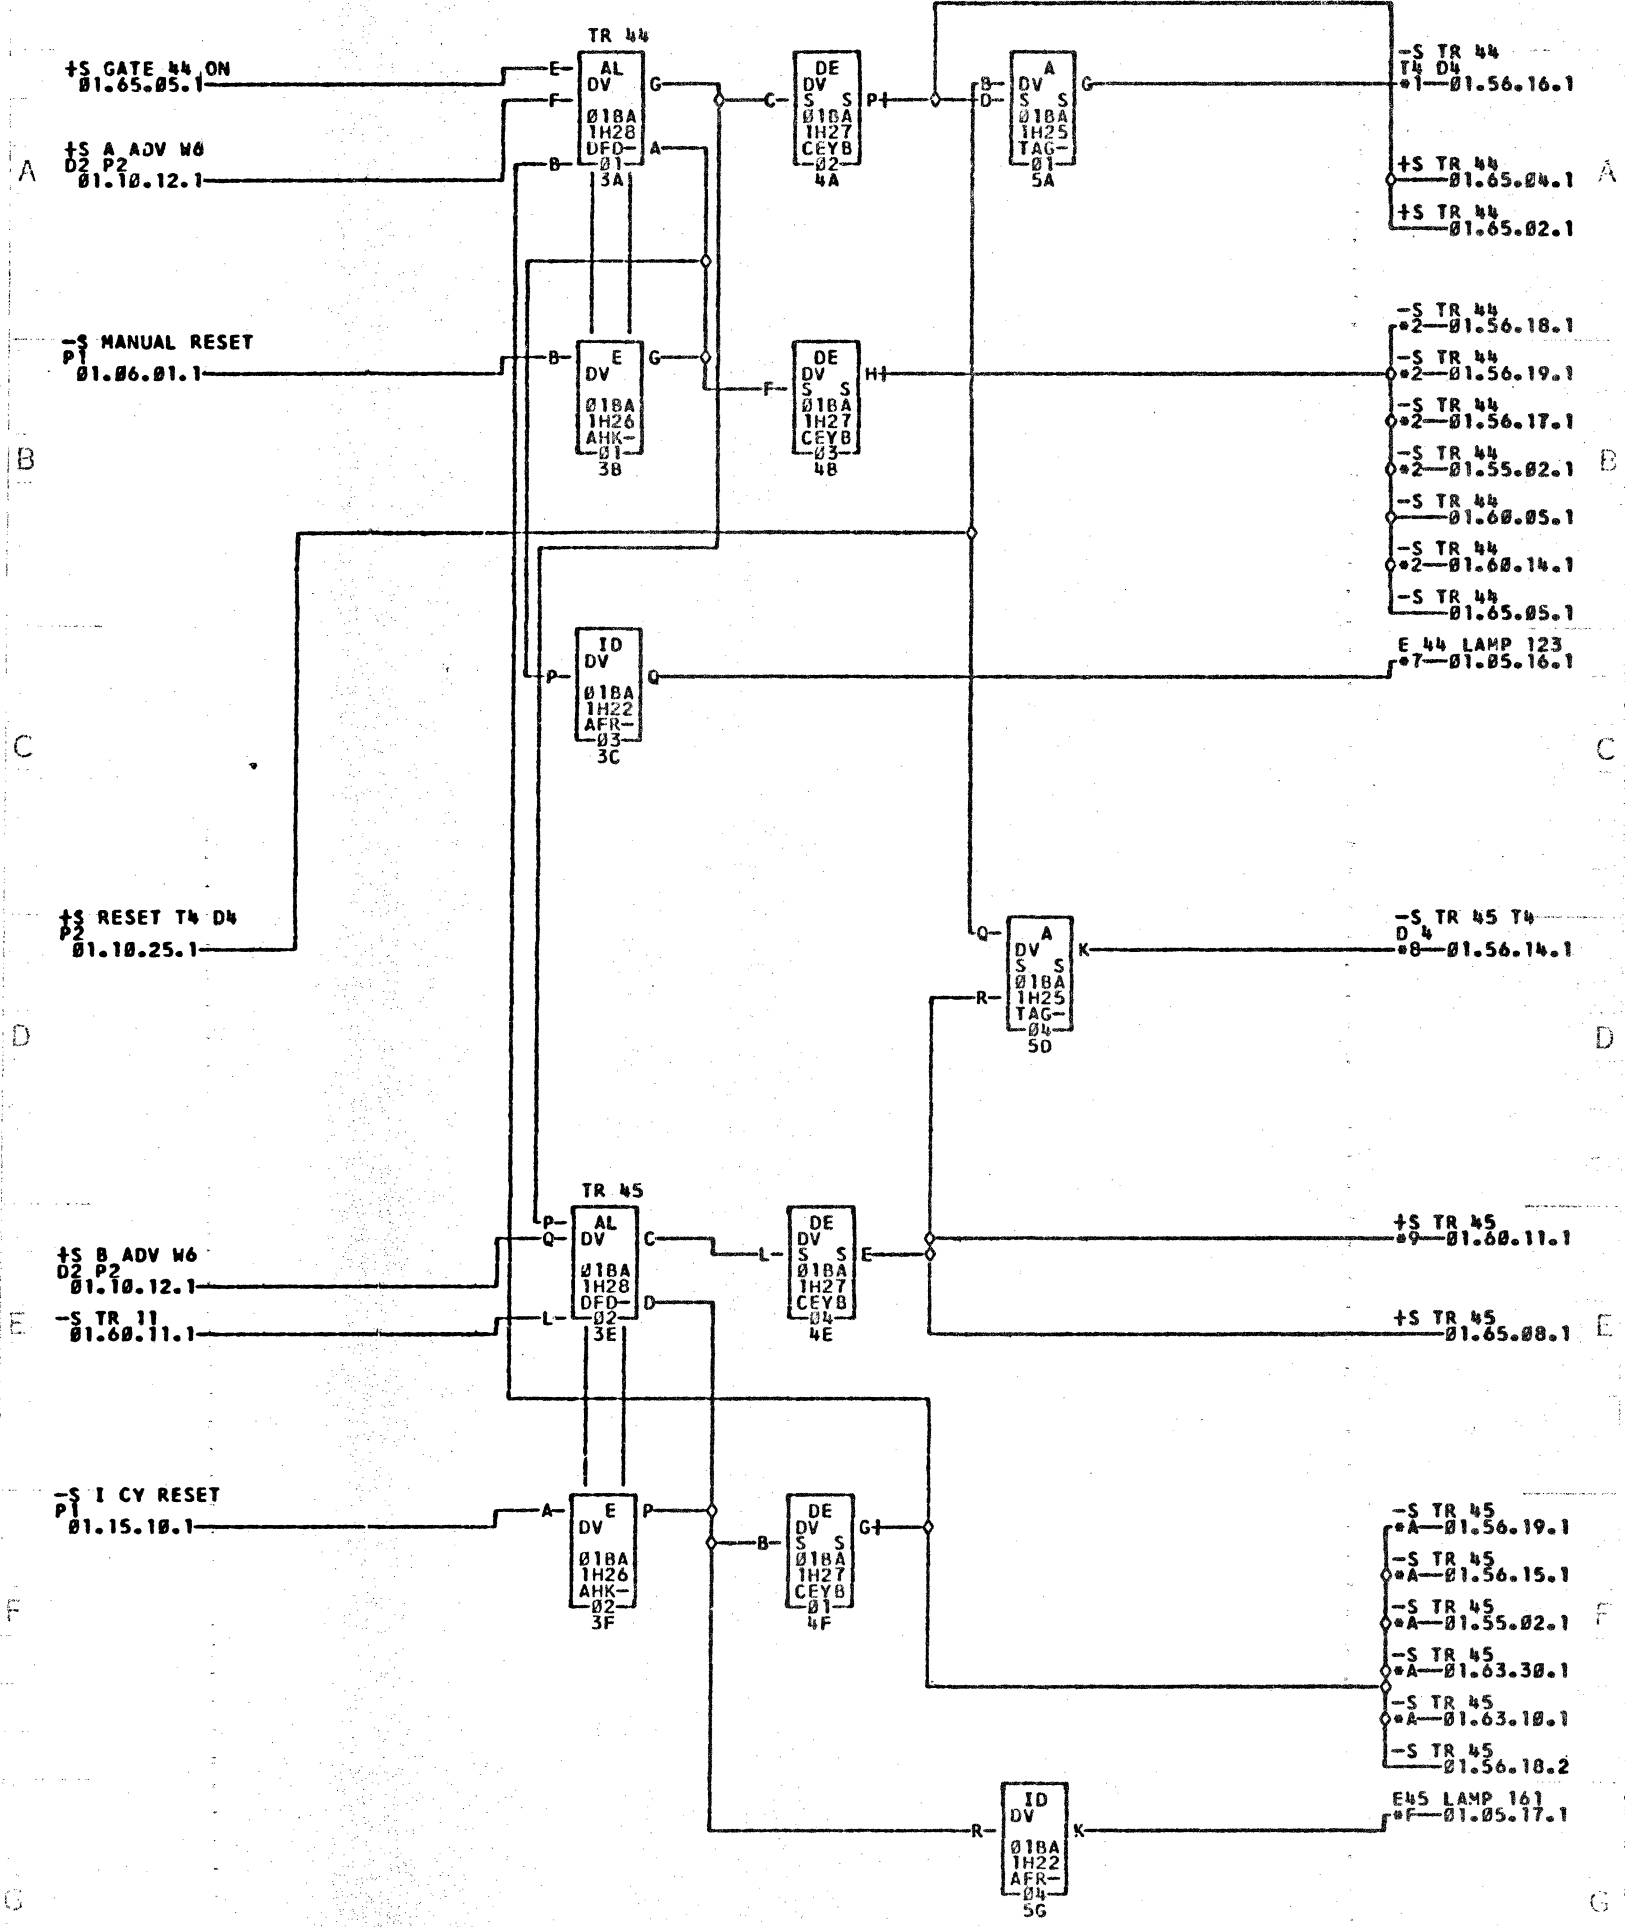 TR 44
+S GATE 44 ON
01.65.05.1
+S A ADV W6
D2 P2
01.10.12.1
E
F
B
AL
DV
01BA
1H28
DFD-
01
3A
G
A
C
DE
DV
S S
01BA
1H27
CEYB
02
4A
P
B
D
A
DV
S S
01BA
1H25
TAG-
01
5A
G
-S TR 44
T4 D4
*1 01.56.16.1
+S TR 44
01.65.04.1
+S TR 44
01.65.02.1
A
A
-S MANUAL RESET
P1
01.06.01.1
B
E
DV
01BA
1H26
AHK-
01
3B
G
F
DE
DV
S S
01BA
1H27
CEYB
03
4B
H
-S TR 44
*2 01.56.18.1
-S TR 44
*2 01.56.19.1
-S TR 44
*2 01.56.17.1
-S TR 44
*2 01.55.02.1
-S TR 44
01.60.05.1
-S TR 44
*2 01.60.14.1
-S TR 44
01.65.05.1
B
B
P
ID
DV
01BA
1H22
AFR-
03
3C
Q
E 44 LAMP 123
*7 01.05.16.1
C
C
+S RESET T4 D4
P2
01.10.25.1
Q
R
A
DV
S S
01BA
1H25
TAG-
04
5D
K
-S TR 45 T4
D 4
*8 01.56.14.1
D
D
TR 45
+S B ADV W6
D2 P2
01.10.12.1
-S TR 11
01.60.11.1
P
Q
L
AL
DV
01BA
1H28
DFD-
02
3E
C
D
L
DE
DV
S S
01BA
1H27
CEYB
04
4E
E
+S TR 45
*9 01.60.11.1
+S TR 45
01.65.08.1
E
E
-S I CY RESET
P1
01.15.10.1
A
E
DV
01BA
1H26
AHK-
02
3F
P
B
DE
DV
S S
01BA
1H27
CEYB
01
4F
G
-S TR 45
*A 01.56.19.1
-S TR 45
*A 01.56.15.1
-S TR 45
*A 01.55.02.1
-S TR 45
*A 01.63.30.1
-S TR 45
*A 01.63.10.1
-S TR 45
01.56.18.2
F
F
R
ID
DV
01BA
1H22
AFR-
04
5G
K
E45 LAMP 161
*F 01.05.17.1
G
G